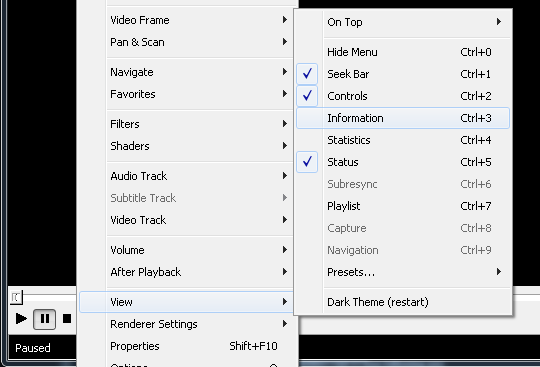 Video Frame
Pan & Scan
Navigate
Favorites
Filters
Shaders
Audio Track
Subtitle Track
Video Track
Volume
After Playback
View
Renderer Settings
Properties Shift+F10
On Top
Hide Menu Ctrl+0
Seek Bar Ctrl+1
Controls Ctrl+2
Information Ctrl+3
Statistics Ctrl+4
Status Ctrl+5
Subresync Ctrl+6
Playlist Ctrl+7
Capture Ctrl+8
Navigation Ctrl+9
Presets...
Dark Theme (restart)
Paused